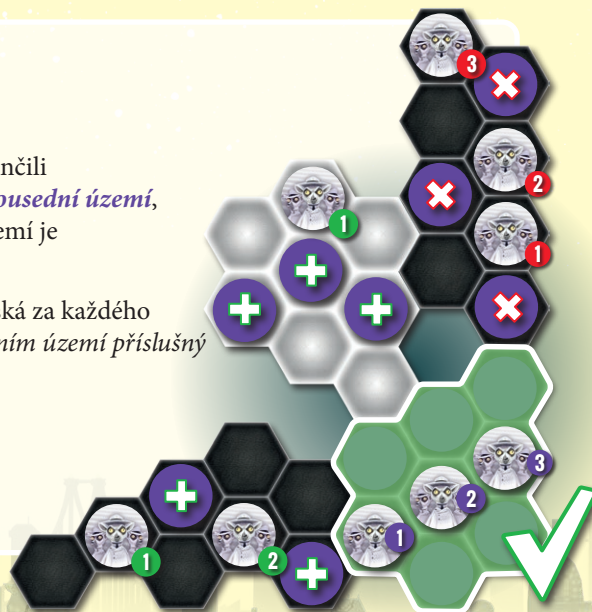 nčili
ousední území,
emí je
ská za každého
ním území příslušný
3
2
1
1
1
2
1
2
3